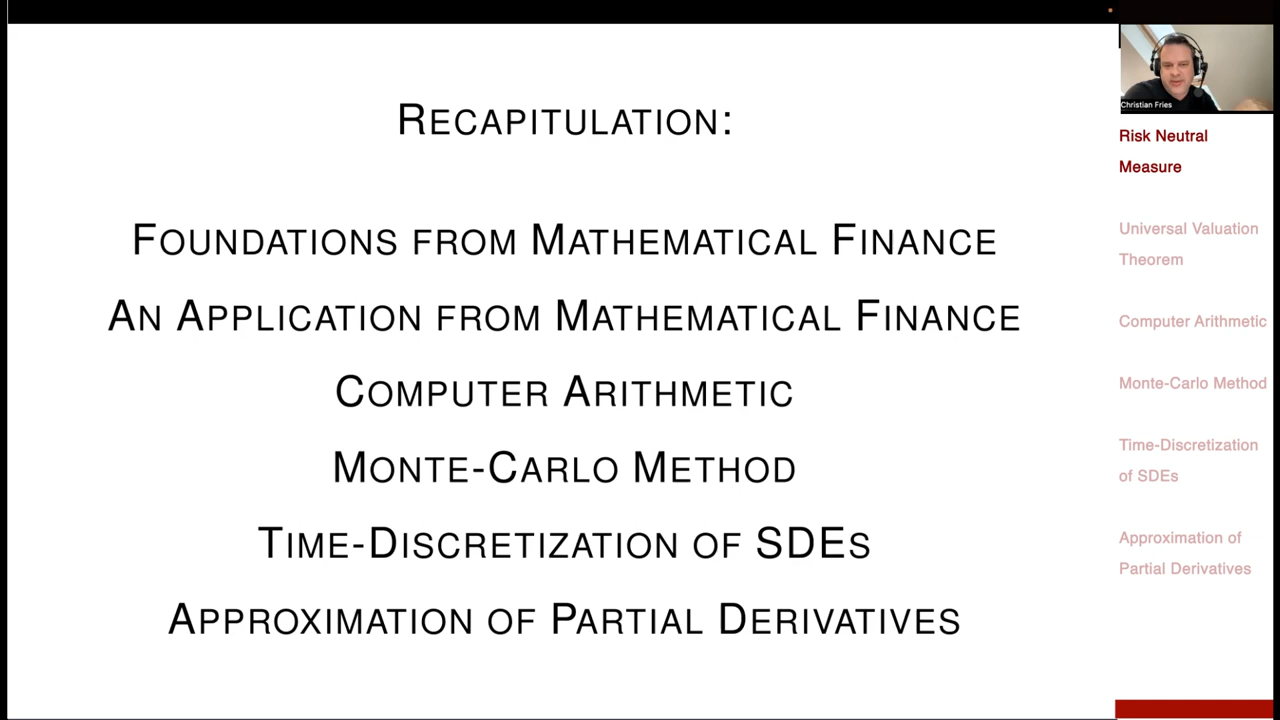 RECAPITULATION:
FOUNDATIONS FROM MATHEMATICAL FINANCE
AN APPLICATION FROM MATHEMATICAL FINANCE
COMPUTER ARITHMETIC
MONTE-CARLO METHOD
TIME-DISCRETIZATION OF SDES
APPROXIMATION OF PARTIAL DERIVATIVES
Christian Fries
Risk Neutral
Measure
Universal Valuation
Theorem
Computer Arithmetic
Monte-Carlo Method
Time-Discretization
of SDEs
Approximation of
Partial Derivatives